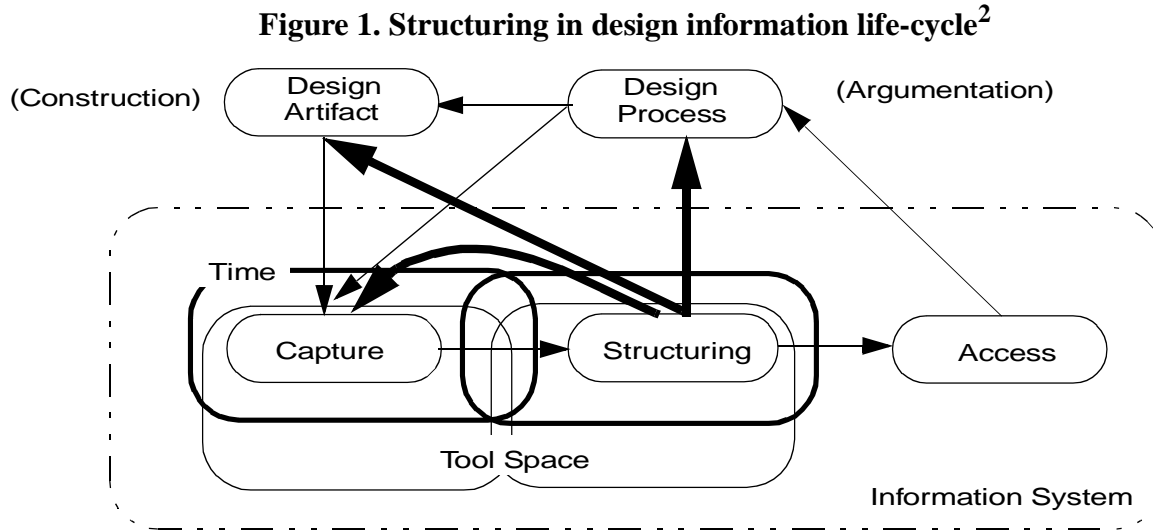 Figure 1. Structuring in design information life-cycle2
(Construction)
Design
Artifact
Design
Process
(Argumentation)
Time
Capture
Structuring
Access
Tool Space
Information System